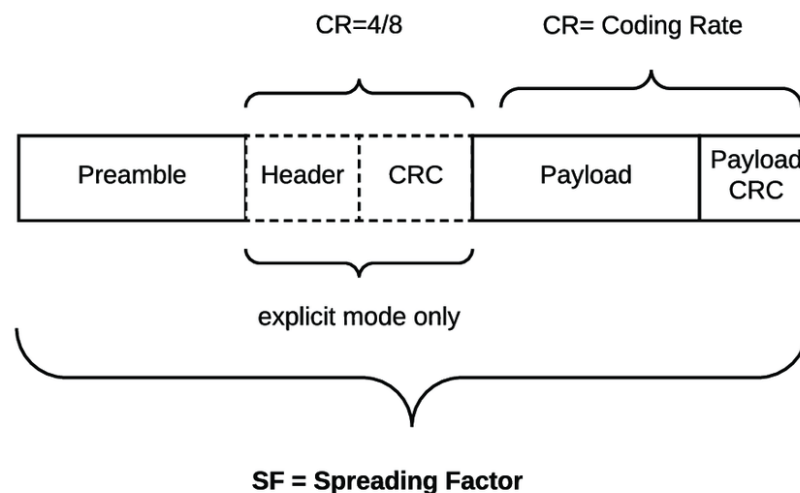 CR=4/8
CR= Coding Rate
Preamble
Header
CRC
Payload
Payload
CRC
explicit mode only
SF = Spreading Factor